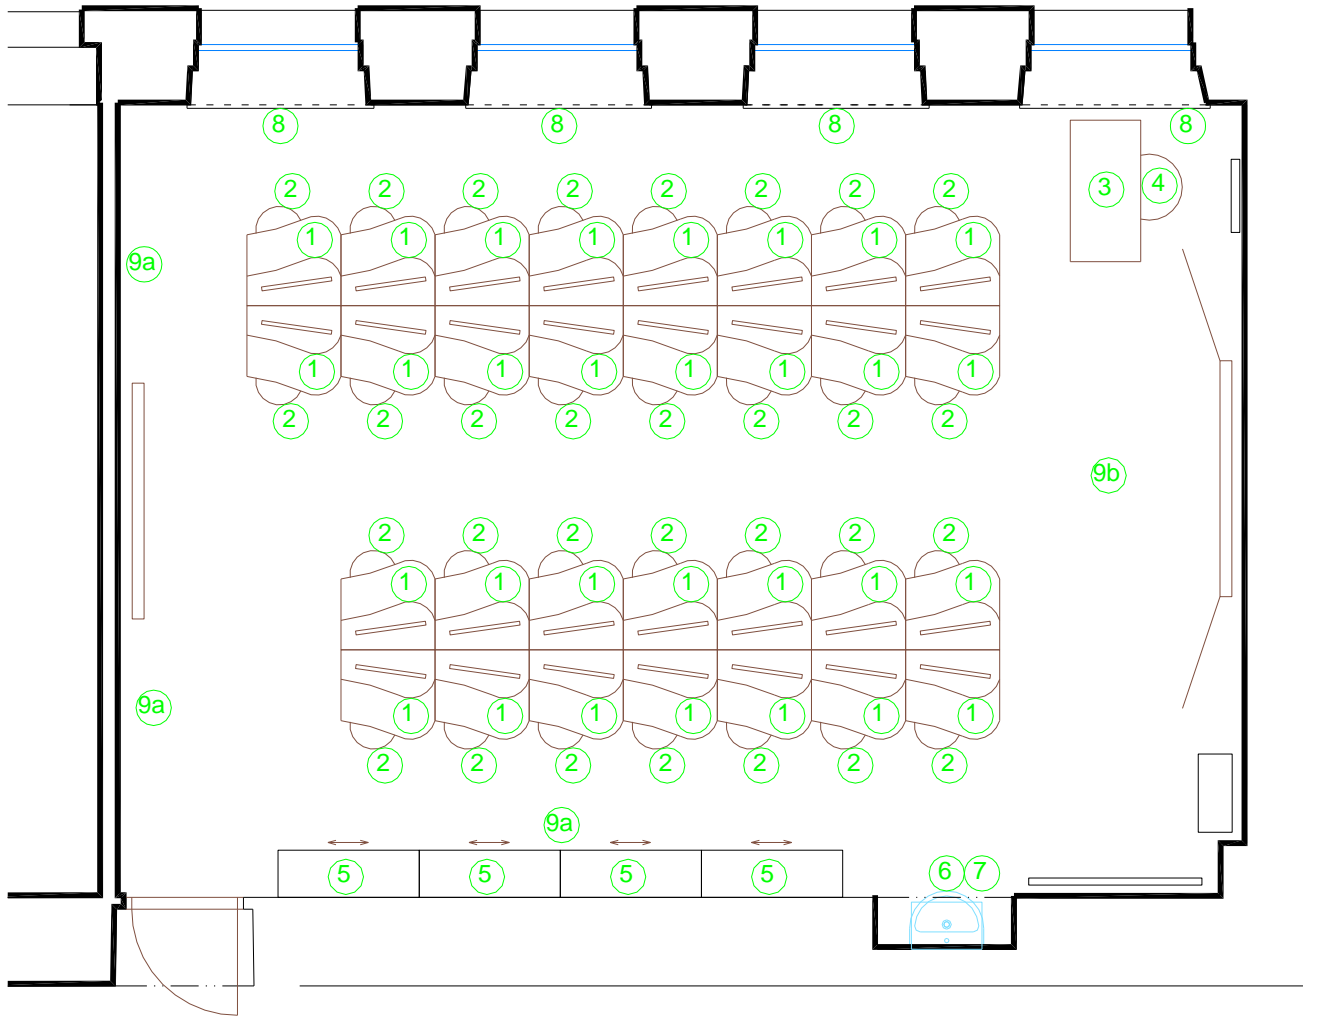 8 8 8 8
2 2 2 2 2 2 2 2 3 4
1 1 1 1 1 1 1 1
9a
1 1 1 1 1 1 1 1
2 2 2 2 2 2 2 2
9b
2 2 2 2 2 2 2
1 1 1 1 1 1 1
9a
1 1 1 1 1 1 1
2 2 2 2 2 2 2
9a
5 5 5 5 6 7